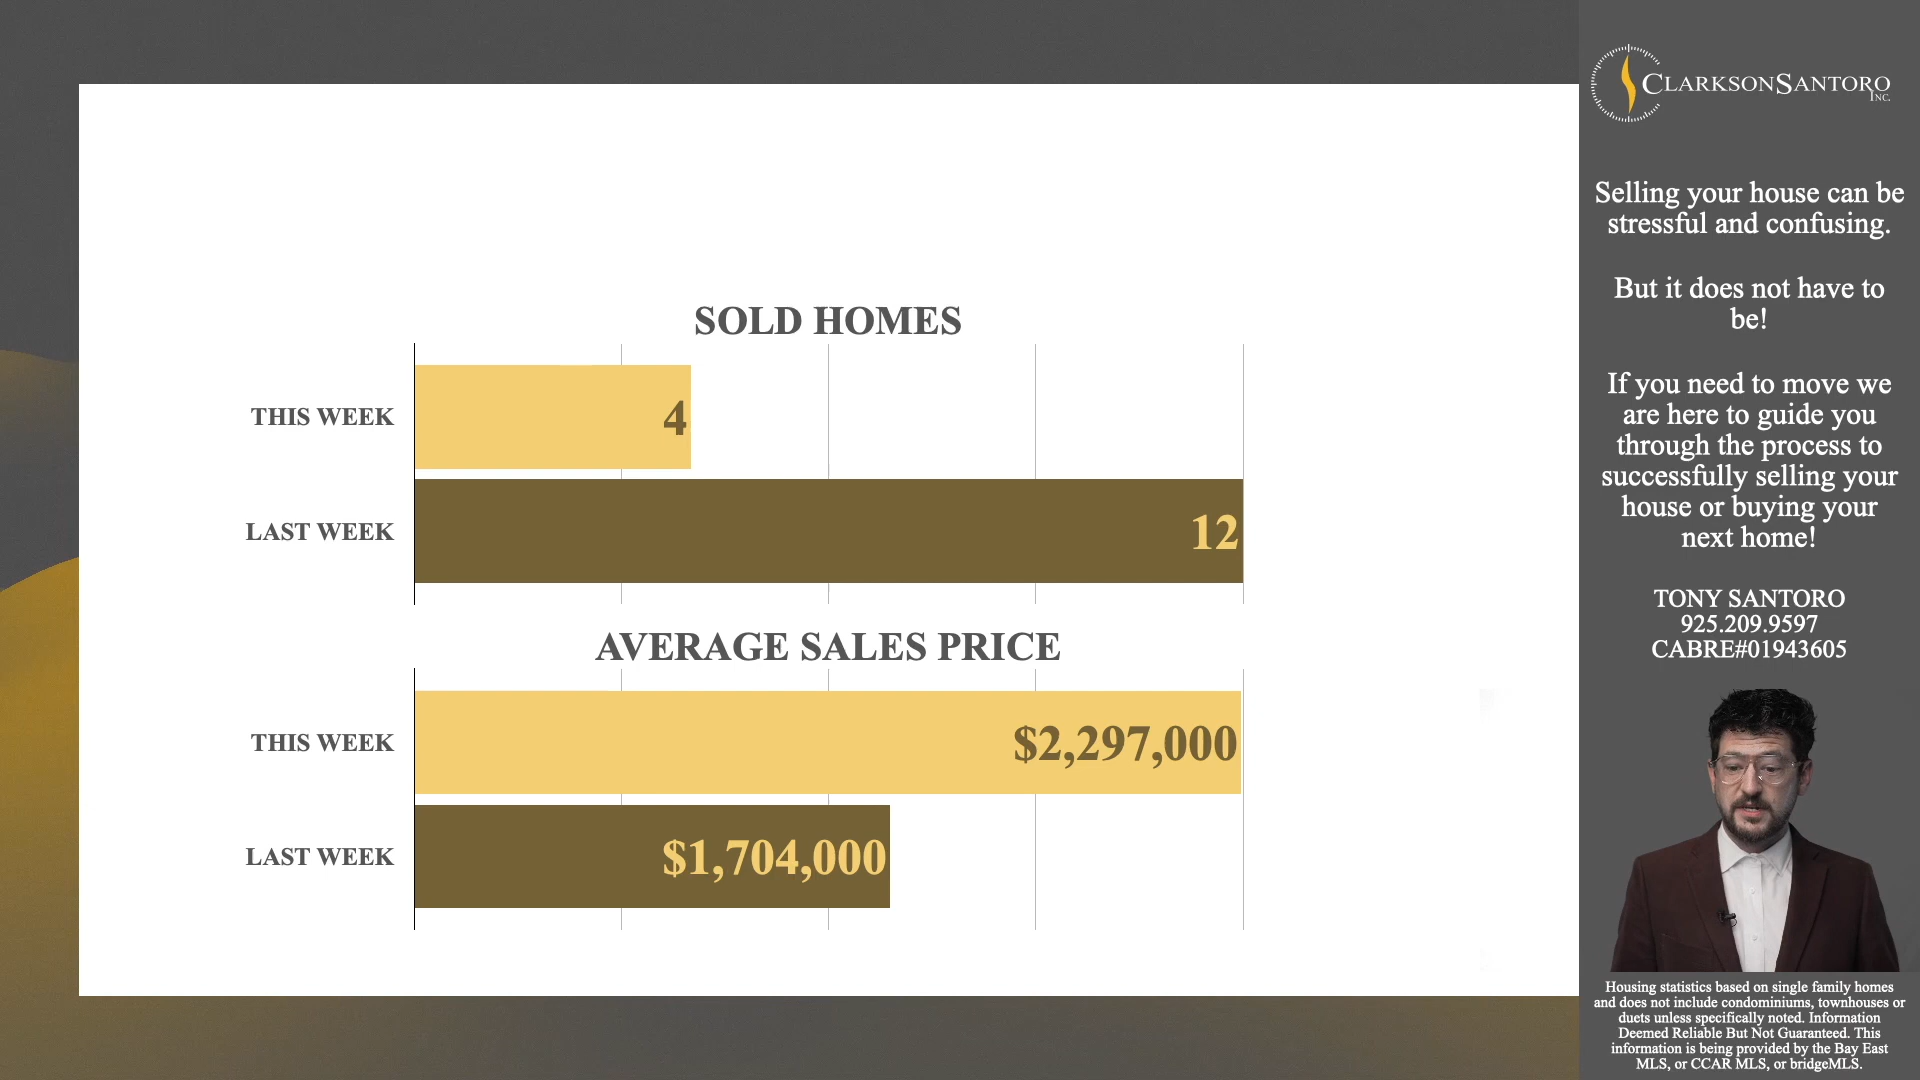 SOLD HOMES
THIS WEEK
4
LAST WEEK
12
AVERAGE SALES PRICE
THIS WEEK
$2,297,000
LAST WEEK
$1,704,000
CLARKSONSANTORO
INC.
Selling your house can be
stressful and confusing.
But it does not have to
be!
If you need to move we
are here to guide you
through the process to
successfully selling your
house or buying your
next home!
TONY SANTORO
925.209.9597
CABRE#01943605
Housing statistics based on single family homes
and does not include condominiums, townhouses or
duets unless specifically noted. Information
Deemed Reliable But Not Guaranteed. This
information is being provided by the Bay East
MLS, or CCAR MLS, or bridgeMLS.